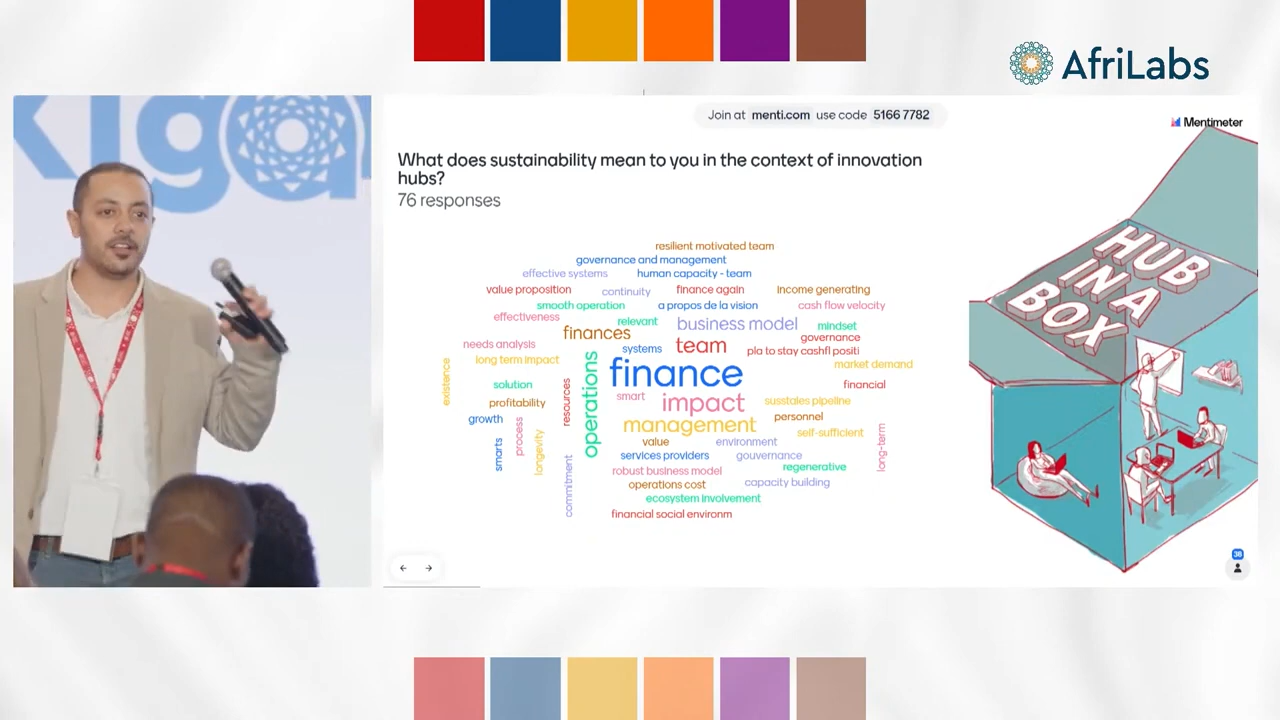 AfriLabs
kiga
Join at menti.com use code 5166 7782
Mentimeter
What does sustainability mean to you in the context of innovation
hubs?
76 responses
resilient motivated team
governance and management
effective systems
human capacity - team
value proposition
continuity
finance again
income generating
smooth operation
a propos de la vision
cash flow velocity
effectiveness
relevant
business model
mindset
finances
governance
needs analysis
systems
team
pla to stay cashfl positi
long term impact
market demand
existence
operations
finance
solution
resources
smart
financial
profitability
impact
susstales pipeline
growth
process
management
personnel
smarts
longevity
value
environment
self-sufficient
long-term
services providers
gouvernance
commitment
robust business model
regenerative
operations cost
capacity building
ecosystem involvement
financial social environm
HUB
IN A
BOX
36